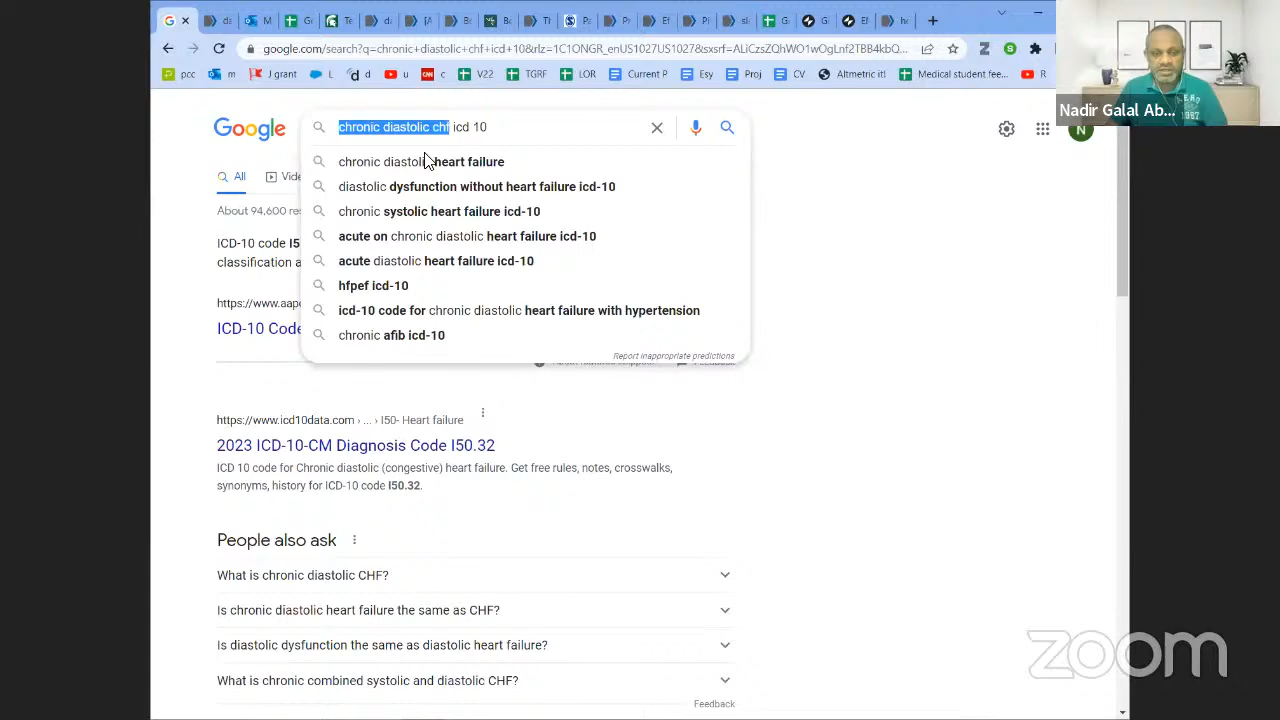 google.com/search?q=chronic+diastolic+chf+icd+10&rlz=1C1ONGR_enUS1027US1027&sxsrf=ALiCzsZQhWO1wOgLnf2TBB4kbQ...
pcc m J grant L d u c V22 TGRF LOR Current P Esy Proj CV Altmetric itl Medical student fee... R
Nadir Galal Ab...
Google
chronic diastolic chf icd 10
N
chronic diastolic heart failure
All
Vide
diastolic dysfunction without heart failure icd-10
About 94,600 res
chronic systolic heart failure icd-10
acute on chronic diastolic heart failure icd-10
ICD-10 code I5
classification a
acute diastolic heart failure icd-10
hfpef icd-10
https://www.aapc
icd-10 code for chronic diastolic heart failure with hypertension
ICD-10 Code
chronic afib icd-10
Report inappropriate predictions
https://www.icd10data.com › ... › I50- Heart failure
2023 ICD-10-CM Diagnosis Code I50.32
ICD 10 code for Chronic diastolic (congestive) heart failure. Get free rules, notes, crosswalks,
synonyms, history for ICD-10 code I50.32.
People also ask
What is chronic diastolic CHF?
Is chronic diastolic heart failure the same as CHF?
Is diastolic dysfunction the same as diastolic heart failure?
What is chronic combined systolic and diastolic CHF?
Feedback
zoom